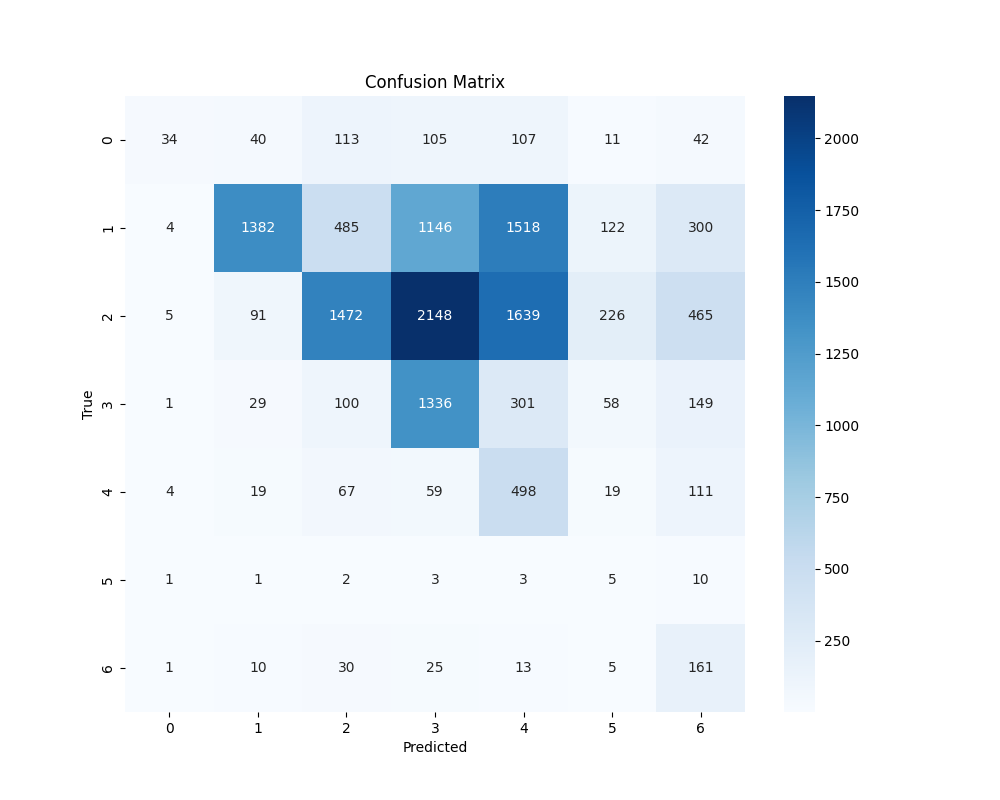 Confusion Matrix
0 34 40 113 105 107 11 42
1 4 1382 485 1146 1518 122 300
2 5 91 1472 2148 1639 226 465
3 1 29 100 1336 301 58 149
4 4 19 67 59 498 19 111
5 1 1 2 3 3 5 10
6 1 10 30 25 13 5 161
0 1 2 3 4 5 6
Predicted
True
2000
1750
1500
1250
1000
750
500
250